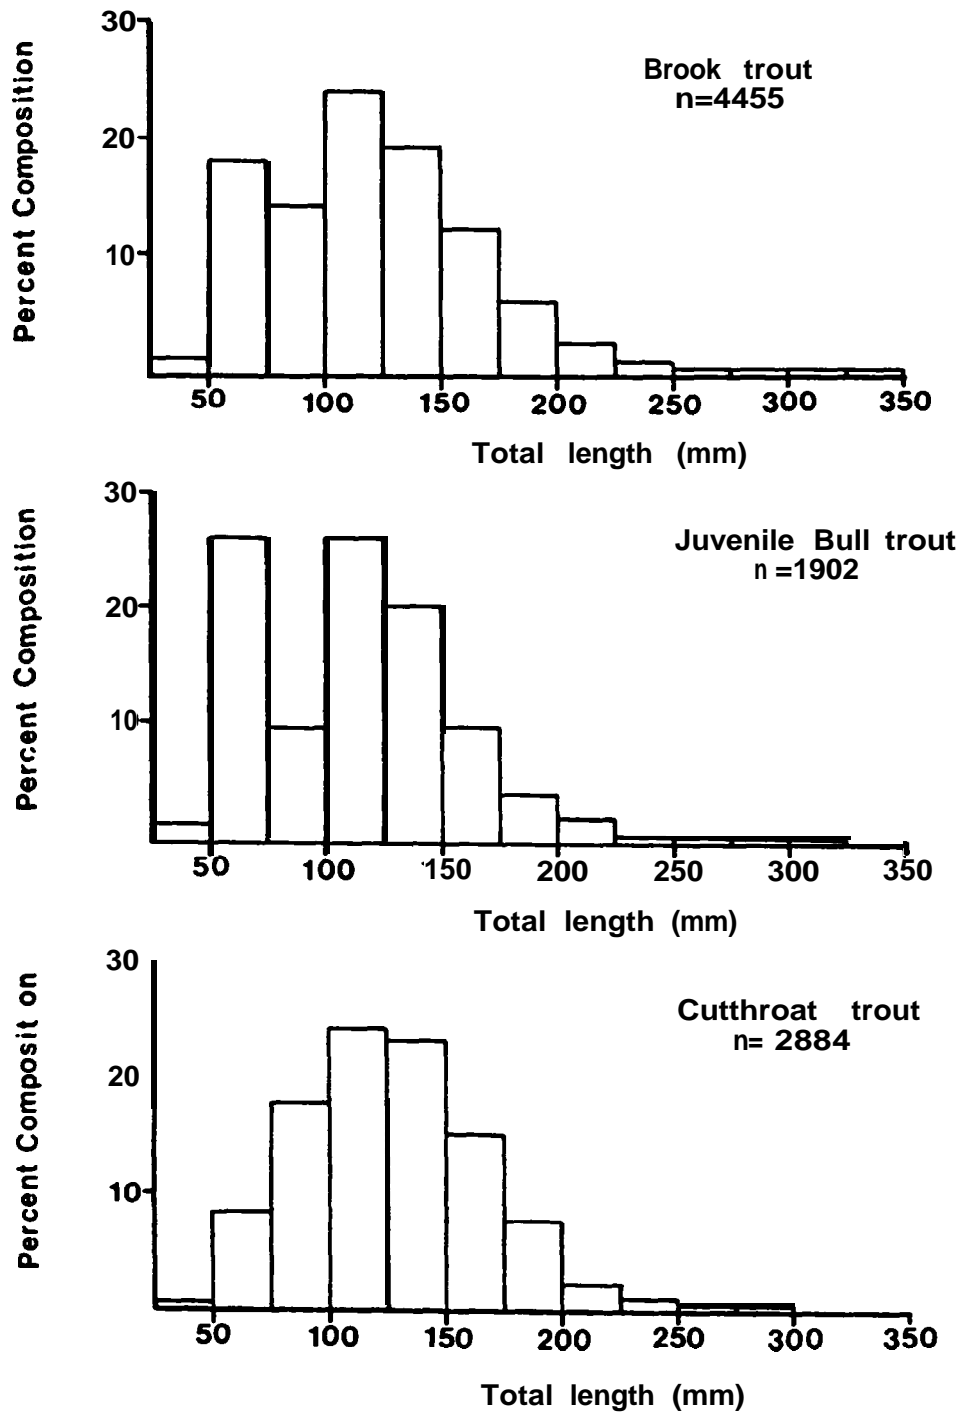 30
20
10
Percent Composition
Brook trout
n=4455
50 100 150 200 250 300 350
Total length (mm)
30
20
10
Percent Composition
Juvenile Bull trout
n=1902
50 100 150 200 250 300 350
Total length (mm)
30
20
10
Percent Composit on
Cutthroat trout
n= 2884
50 100 150 200 250 300 350
Total length (mm)